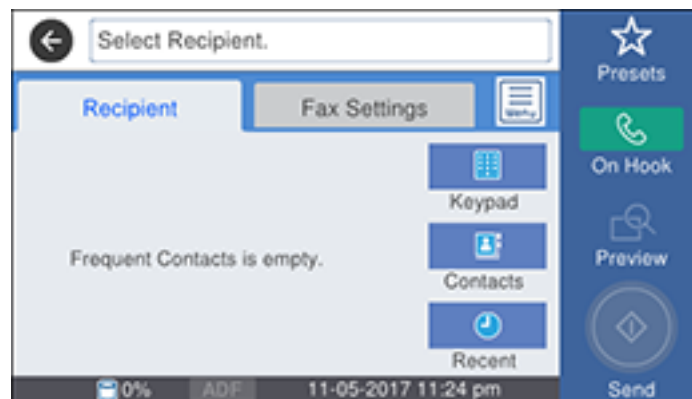 Select Recipient.
Presets
Recipient
Fax Settings
Menu
On Hook
Keypad
Frequent Contacts is empty.
Contacts
Preview
Recent
0% ADF 11-05-2017 11:24 pm
Send